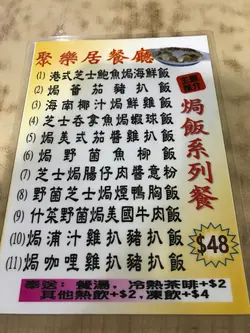 聚樂居餐廳
(1) 港式芝士鮑魚焗海鮮飯
(2) 焗蕃茄豬扒飯
(3) 海南椰汁焗鮮雞飯
(4) 芝士吞拿魚焗蝦球飯
(5) 焗美式茄醬雞扒飯
(6) 焗野菌魚柳飯
(7) 芝士焗腸仔肉醬意粉
(8) 野菌芝士焗煙鴨胸飯
(9) 什菜野菌焗美國牛肉飯
(10) 焗蒲汁雞扒豬扒飯
(11) 焗咖哩雞扒豬扒飯
焗飯系列餐
$48
奉送：餐湯，冷熱茶啡+$2
其他熱飲+$2，凍飲+$4